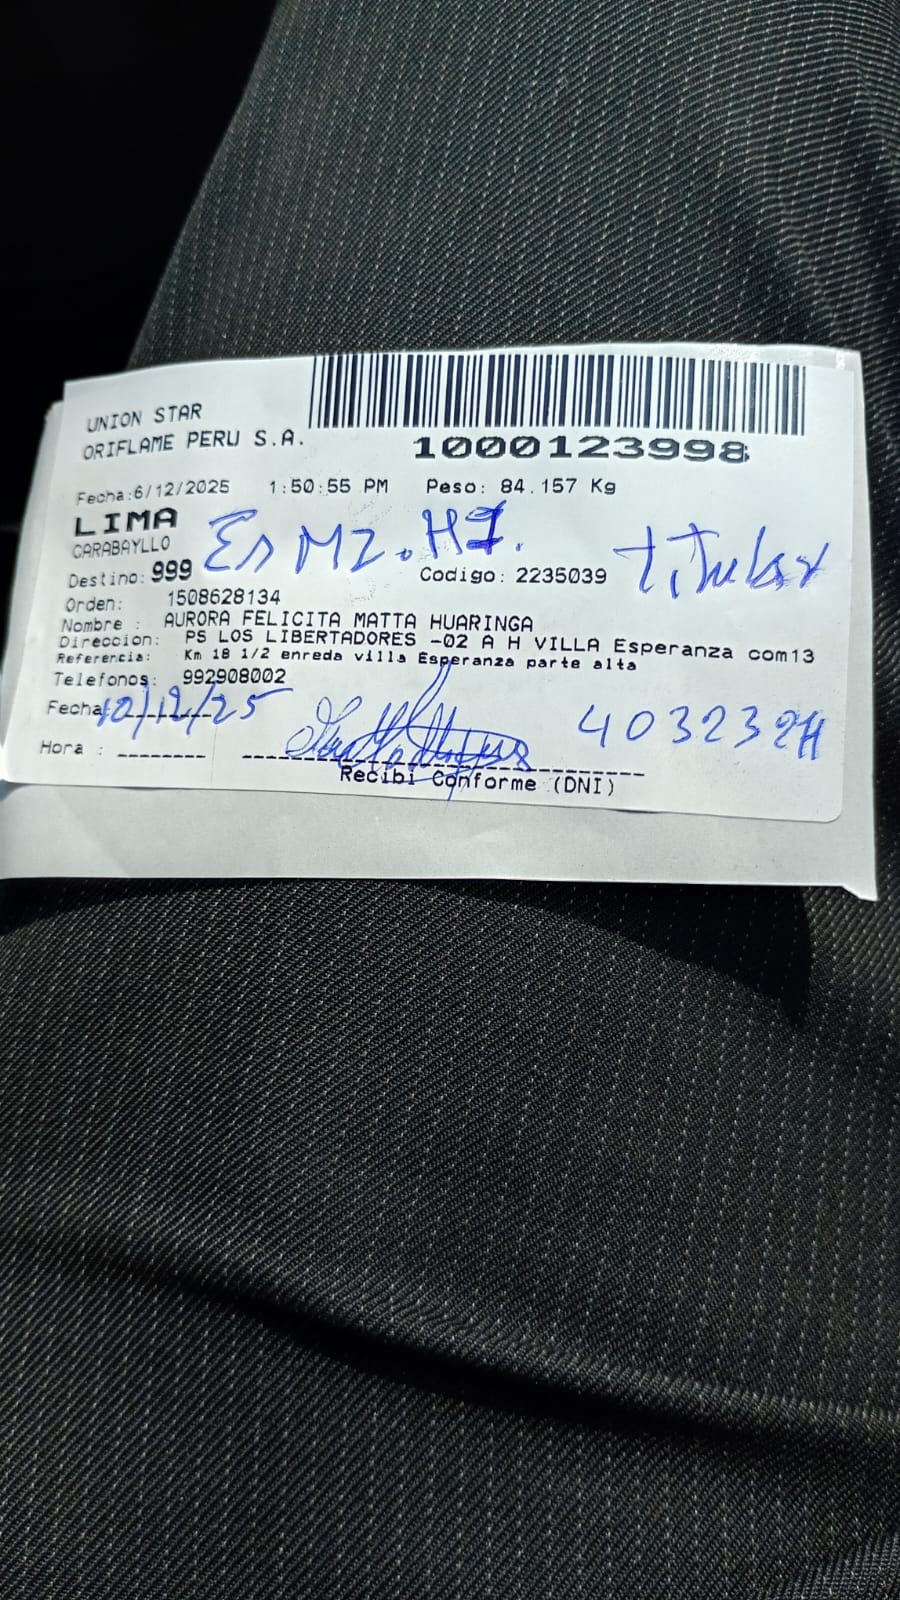 UNION STAR
ORIFLAME PERU S.A.
1000123998
Fecha:6/12/2025 1:50:55 PM Peso: 84.157 Kg
LIMA
Es MZ. H7. titular
CARABAYLLO
Destino: 999 Codigo: 2235039
Orden: 1508628134
Nombre : AURORA FELICITA MATTA HUARINGA
Direccion: PS LOS LIBERTADORES -02 A H VILLA Esperanza com13
Referencia: Km 18 1/2 enreda villa Esperanza parte alta
Telefonos: 992908002
Fecha 10/12/25 403232
Hora : --------
Recibi Conforme (DNI)